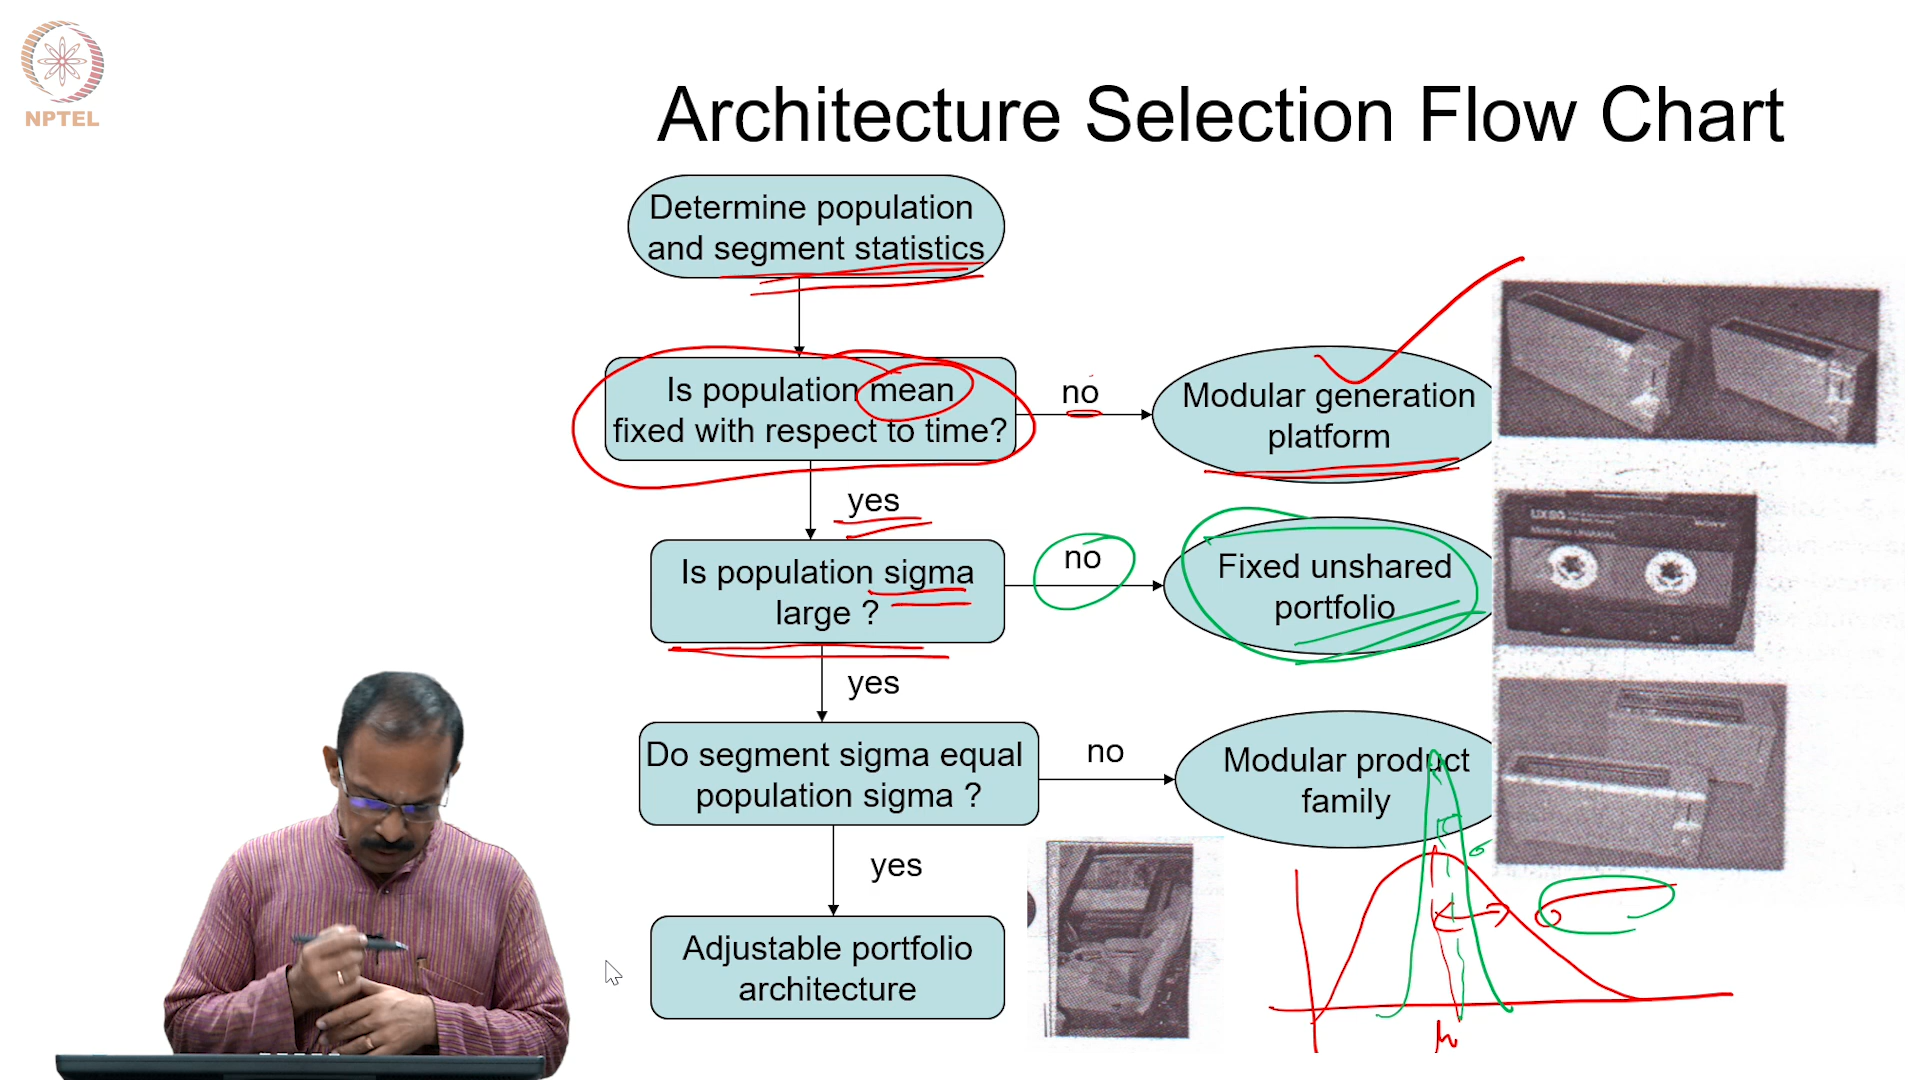 NPTEL
Architecture Selection Flow Chart
Determine population
and segment statistics
Is population mean
fixed with respect to time?
no
Modular generation
platform
yes
Is population sigma
large ?
no
Fixed unshared
portfolio
yes
Do segment sigma equal
population sigma ?
no
Modular product
family
yes
Adjustable portfolio
architecture
σ
μ